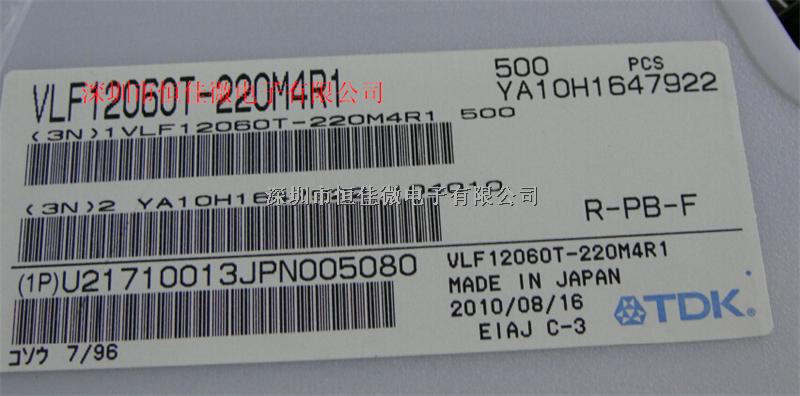 500 PCS
VLF12060T-220M4R1 YA10H1647922
深圳市恒佳微电子有限公司
(3N)1VLF12060T-220M4R1 500
深圳市恒佳微电子有限公司
(3N)2 YA10H164
R-PB-F
(1P)U21710013JPN005080
VLF12060T-220M4R1
MADE IN JAPAN
2010/08/16
EIAJ C-3
TDK
コソウ 7/96